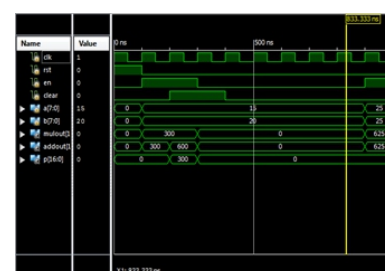 833.333 ns
Name Value 0 ns 500 ns
clk 1
rst 0
en 0
clear 0
a[7:0] 15 0 15 25
b[7:0] 20 0 20 25
mulout[1 0 0 300 0 625
addout[1 0 0 300 600 0 625
p[16:0] 0 0 300 0
X1: 833.333 ns